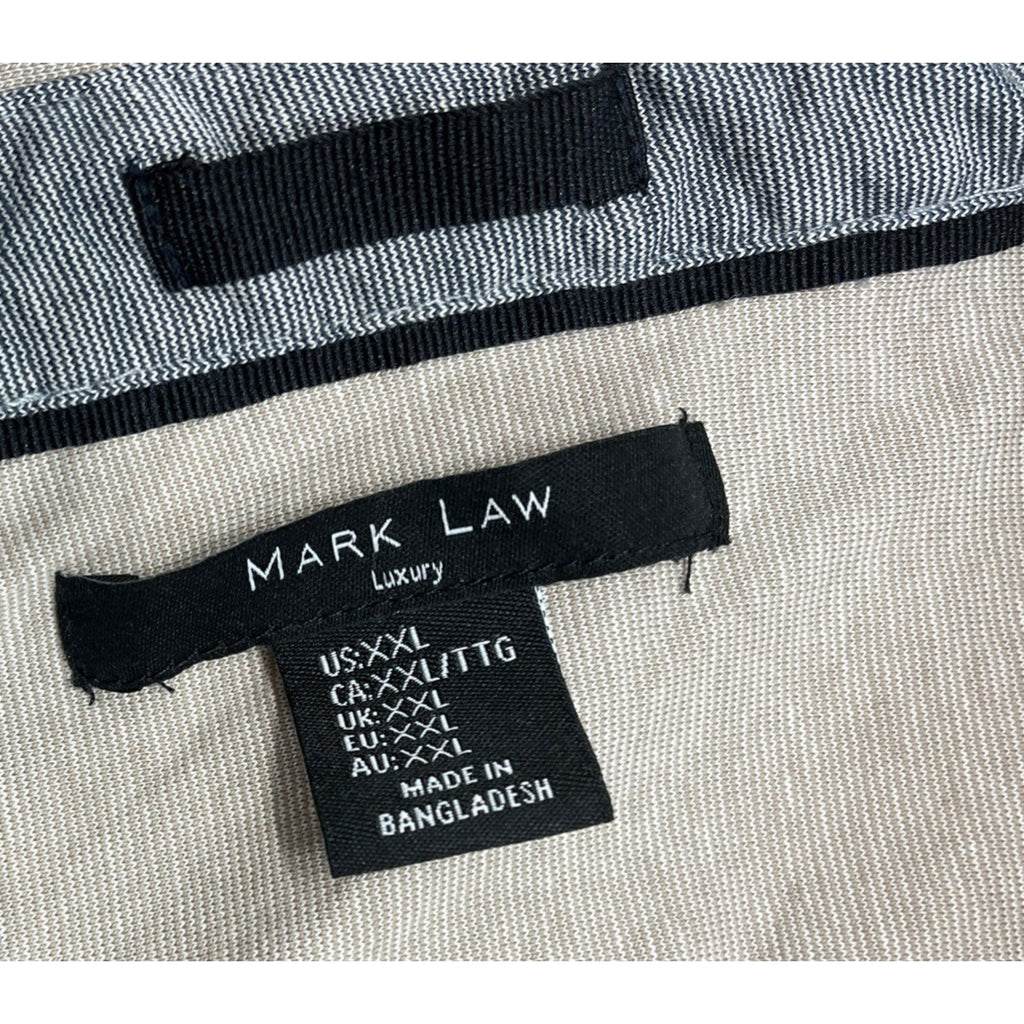 MARK LAW
Luxury
US:XXL
CA:XXL/TTG
UK:XXL
EU:XXL
AU:XXL
MADE IN
BANGLADESH